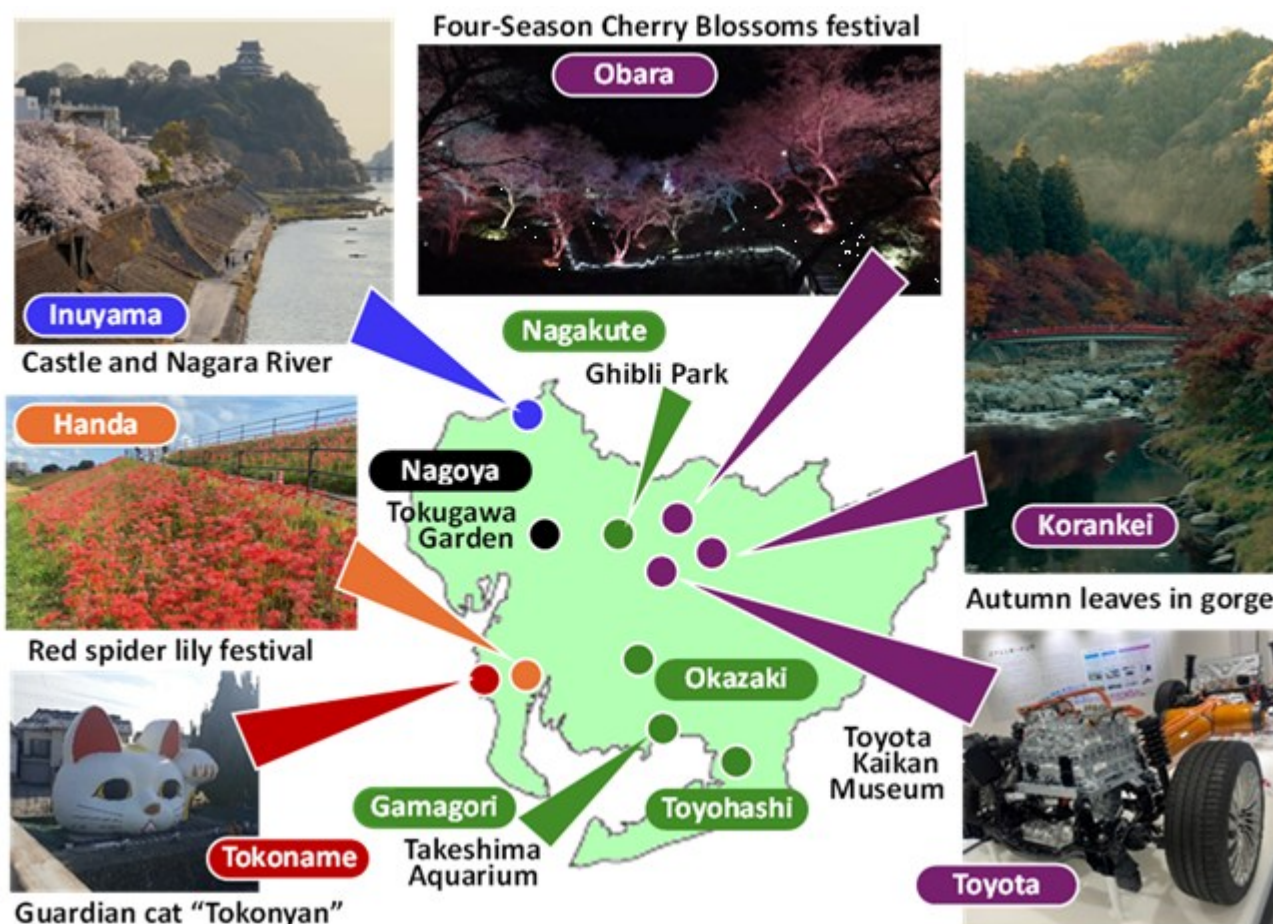 Four-Season Cherry Blossoms festival
Obara
Inuyama
Castle and Nagara River
Nagakute
Ghibli Park
Handa
Red spider lily festival
Nagoya
Tokugawa
Garden
Korankei
Autumn leaves in gorge
Okazaki
Toyota
Kaikan
Museum
Gamagori
Takeshima
Aquarium
Toyohashi
Tokoname
Guardian cat “Tokonyan”
Toyota